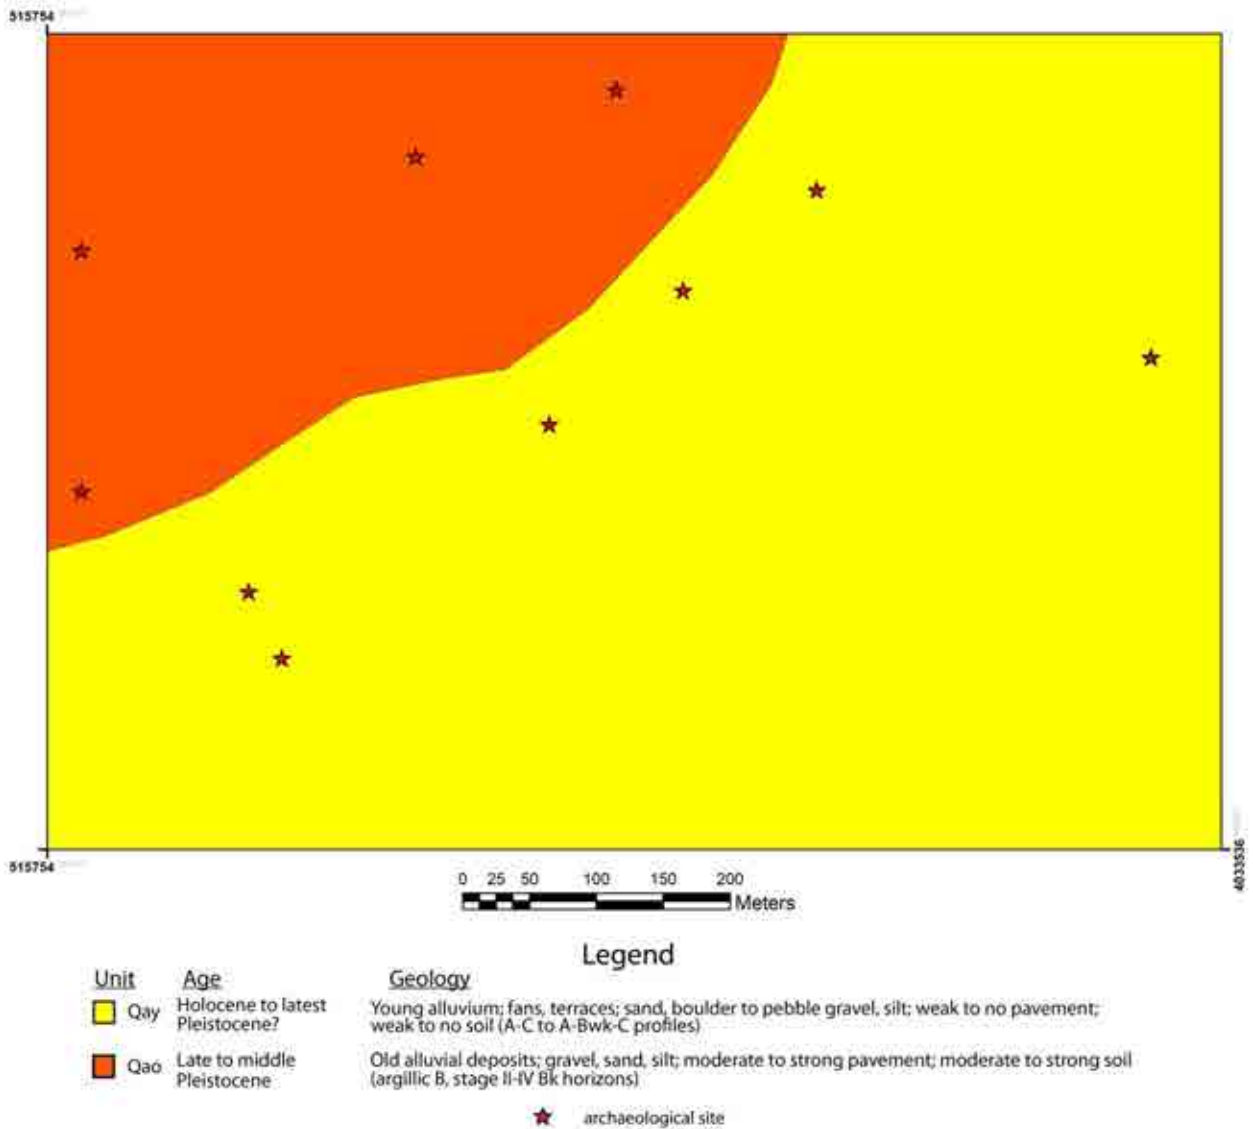 515754
515754
4033536
0 25 50 100 150 200
Meters
Legend
Unit Age Geology
Qay Holocene to latest Pleistocene? Young alluvium; fans, terraces; sand, boulder to pebble gravel, silt; weak to no pavement;
weak to no soil (A-C to A-Bwk-C profiles)
Qao Late to middle Pleistocene Old alluvial deposits; gravel, sand, silt; moderate to strong pavement; moderate to strong soil
(argillic B, stage II-IV Bk horizons)
archaeological site